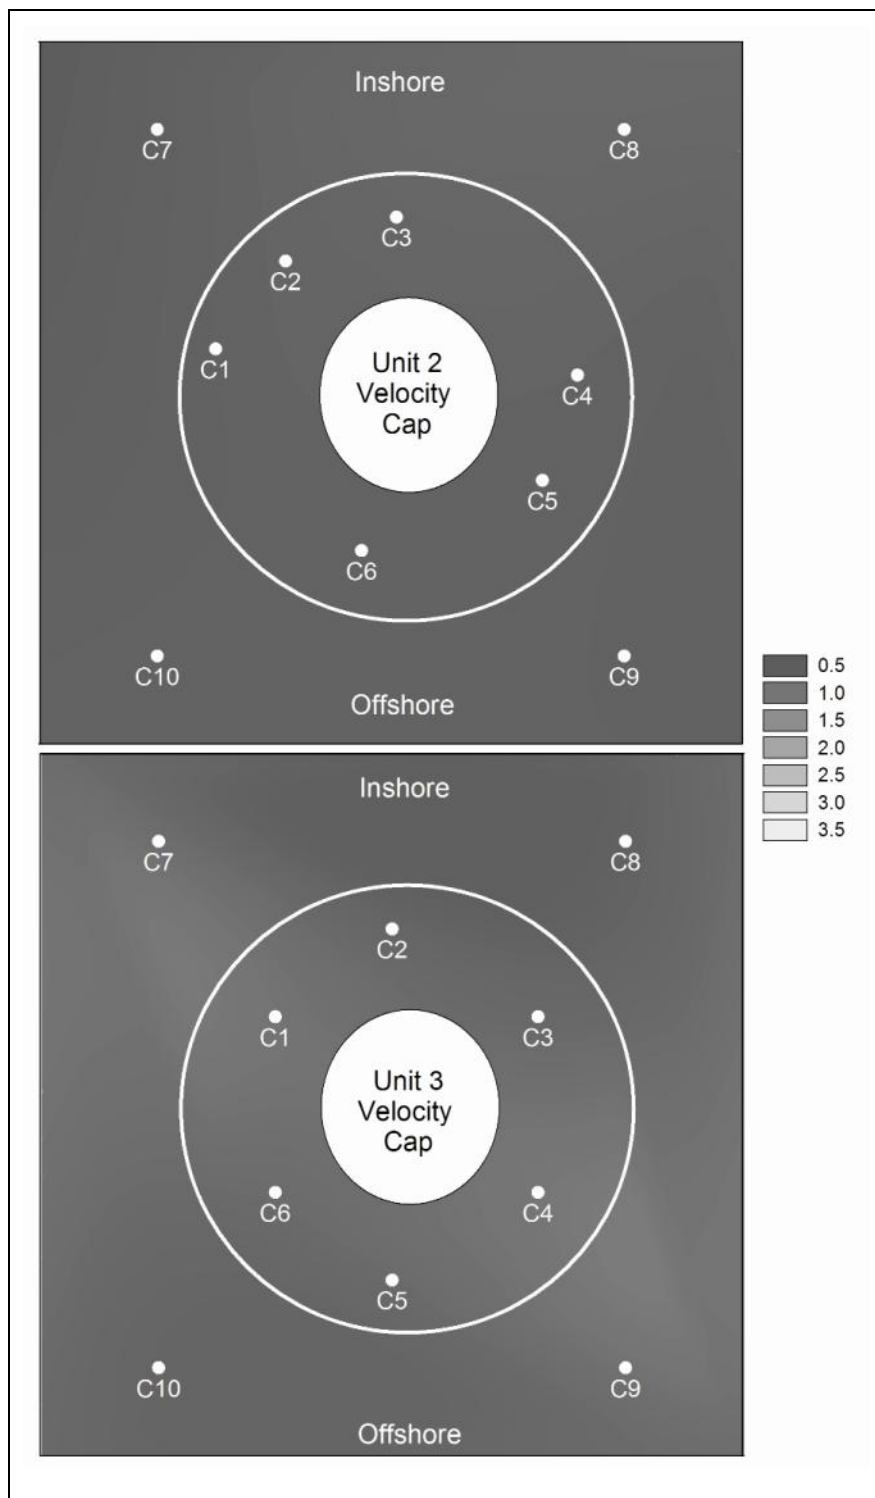 Inshore
C7
C8
C3
C2
C1
Unit 2
Velocity
Cap
C4
C5
C6
C10
C9
Offshore
0.5
1.0
1.5
2.0
2.5
3.0
3.5
Inshore
C7
C8
C2
C1
C3
Unit 3
Velocity
Cap
C6
C4
C5
C10
C9
Offshore